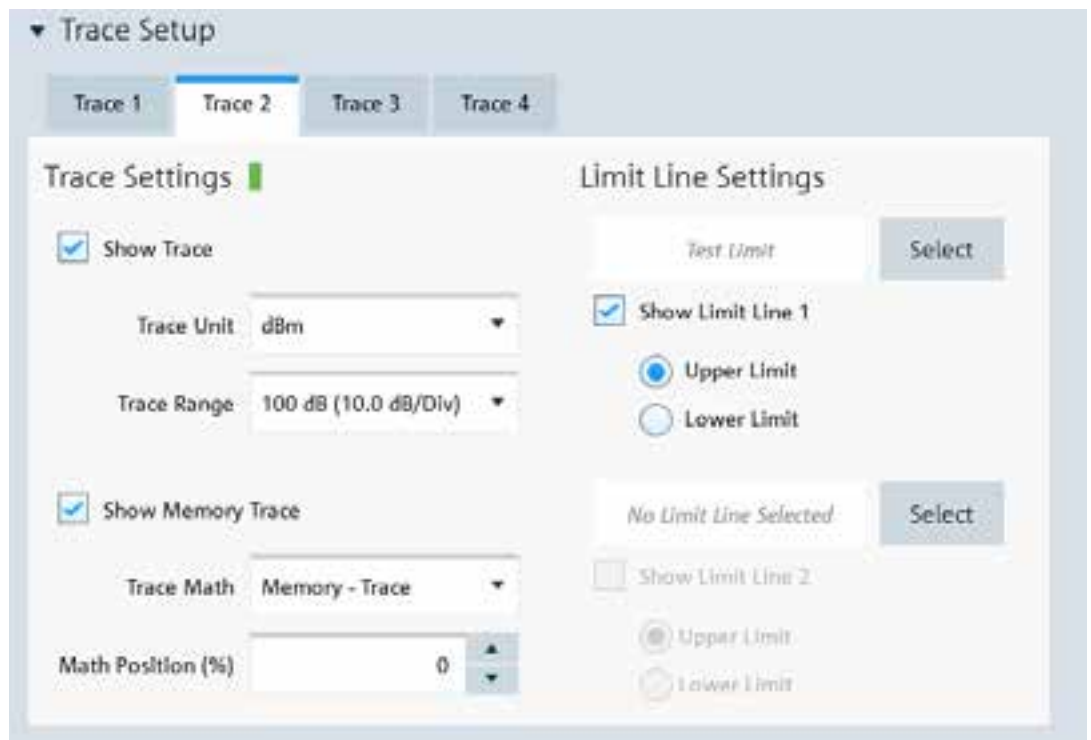 Trace Setup
Trace 1
Trace 2
Trace 3
Trace 4
Trace Settings
Show Trace
Trace Unit
dBm
Trace Range
100 dB (10.0 dB/Div)
Show Memory Trace
Trace Math
Memory - Trace
Math Position (%)
0
Limit Line Settings
Test Limit
Select
Show Limit Line 1
Upper Limit
Lower Limit
No Limit Line Selected
Select
Show Limit Line 2
Upper Limit
Lower Limit